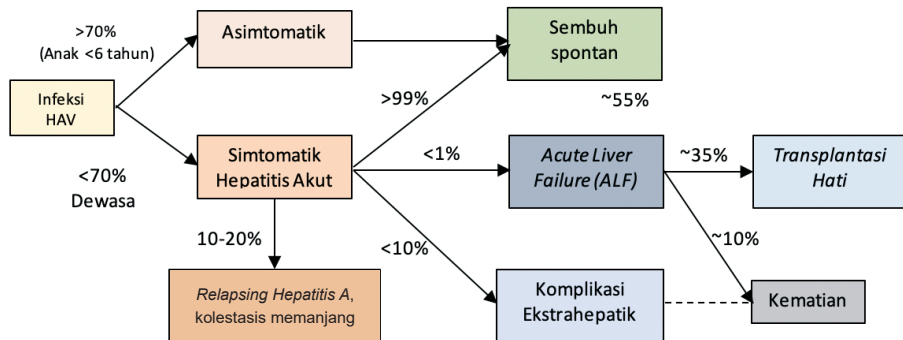 >70%
(Anak <6 tahun)
Asimtomatik
Sembuh
spontan
Infeksi
HAV
>99%
~55%
<70%
Dewasa
Simtomatik
Hepatitis Akut
<1%
Acute Liver
Failure (ALF)
~35%
Transplantasi
Hati
10-20%
<10%
~10%
Relapsing Hepatitis A,
kolestasis memanjang
Komplikasi
Ekstrahepatik
Kematian